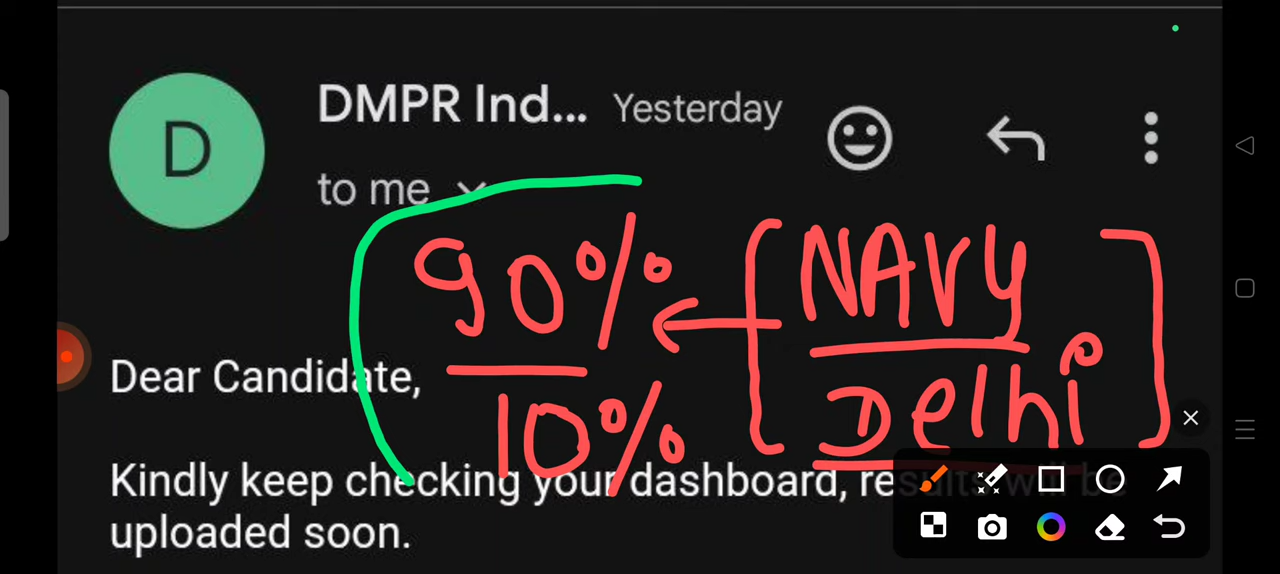 D
DMPR Ind... Yesterday
to me
90% [NAVY
10% Delhi]
Dear Candidate,
Kindly keep checking your dashboard, results will be
uploaded soon.